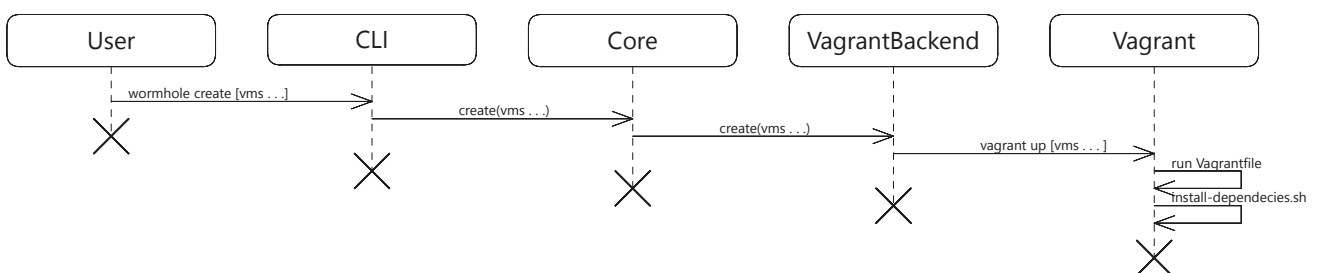 User
CLI
Core
VagrantBackend
Vagrant
wormhole create [vms . . .]
create(vms . . .)
create(vms . . .)
vagrant up [vms . . . ]
run Vagrantfile
install-dependecies.sh